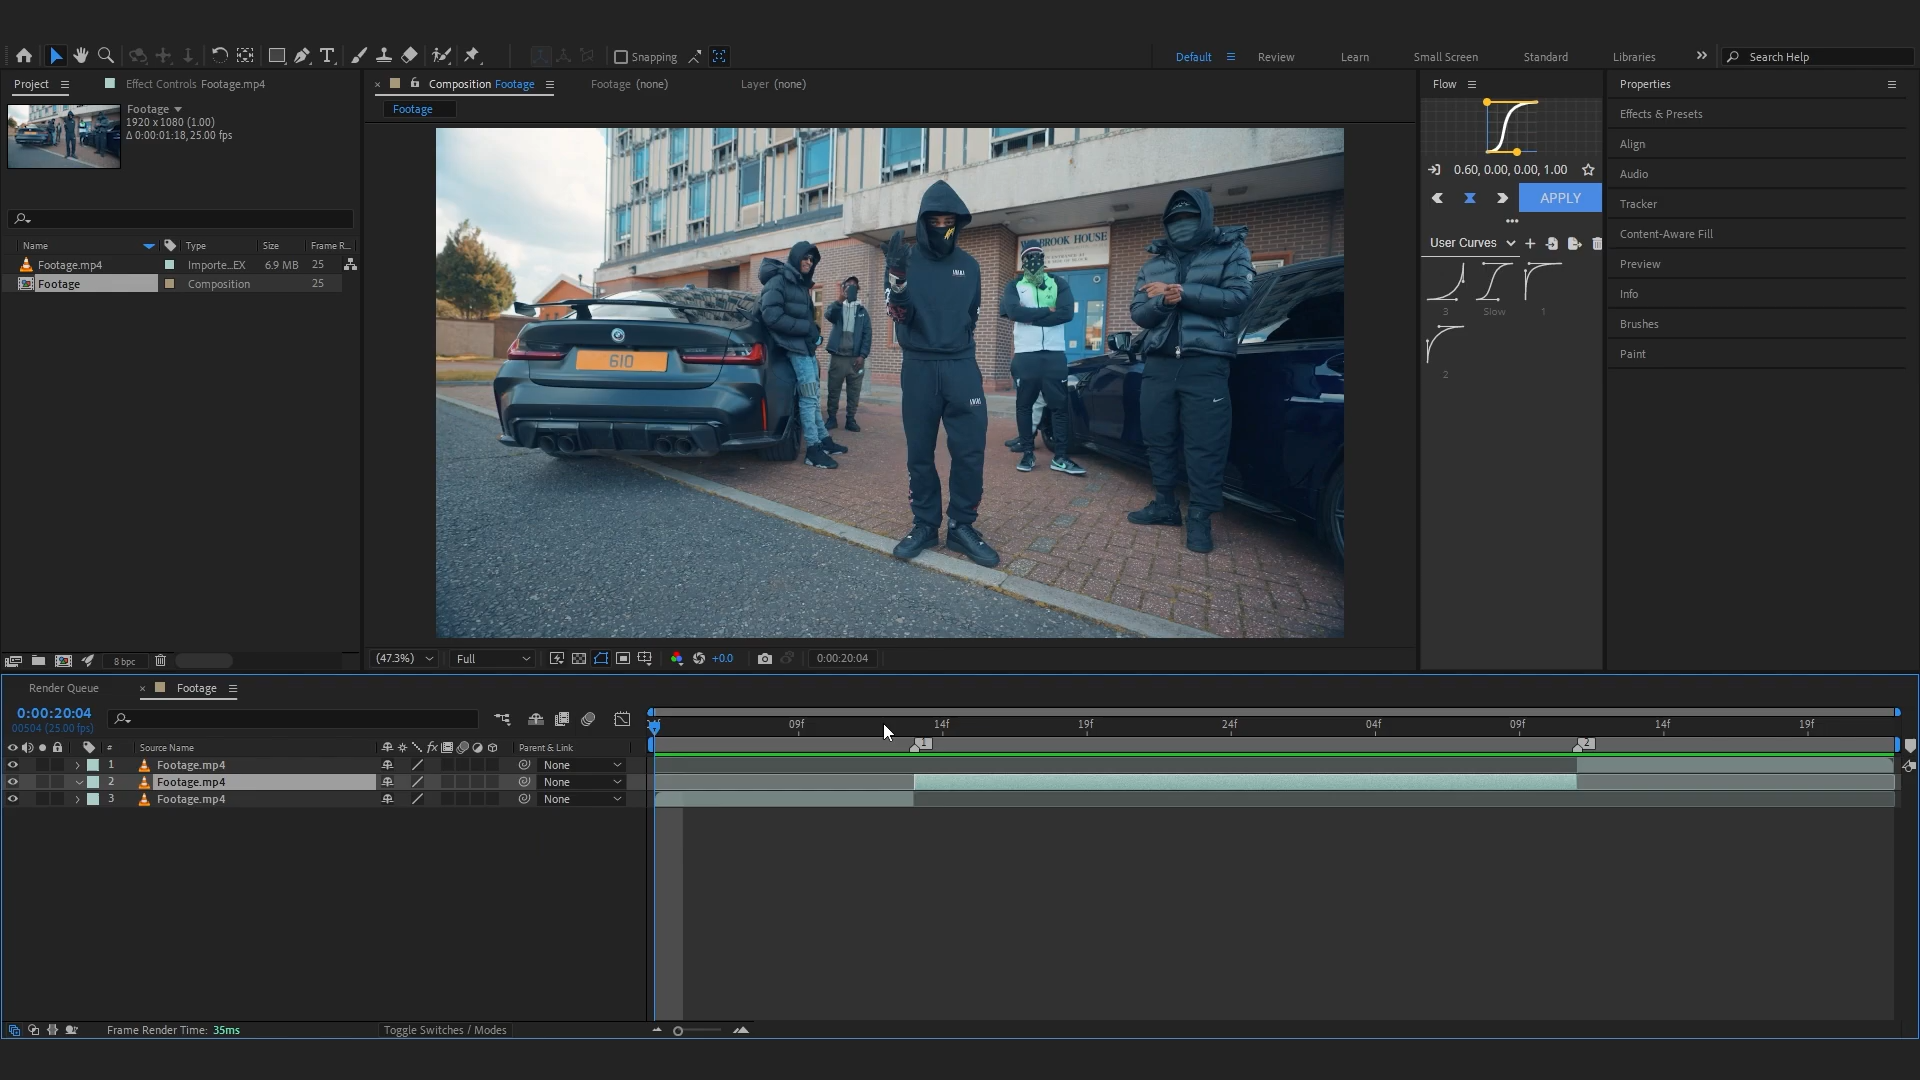 Snapping
Default
Review
Learn
Small Screen
Standard
Libraries
Search Help
Project
Effect Controls Footage.mp4
Composition Footage
Footage (none)
Layer (none)
Flow
Properties
Footage
1920 x 1080 (1.00)
Δ 0:00:01:18, 25.00 fps
Footage
Effects & Presets
Align
Audio
Tracker
Content-Aware Fill
Preview
Info
Brushes
Paint
0.60, 0.00, 0.00, 1.00
APPLY
User Curves
3
Slow
1
2
Name
Type
Size
Frame R...
Footage.mp4
Importe...EX
6.9 MB
25
Footage
Composition
25
BROOK HOUSE
610
8 bpc
(47.3%)
Full
+0.0
0:00:20:04
Render Queue
Footage
0:00:20:04
00504 (25.00 fps)
09f
14f
19f
24f
04f
09f
14f
19f
1
2
#
Source Name
fx
Parent & Link
1
Footage.mp4
None
2
Footage.mp4
None
3
Footage.mp4
None
Frame Render Time: 35ms
Toggle Switches / Modes